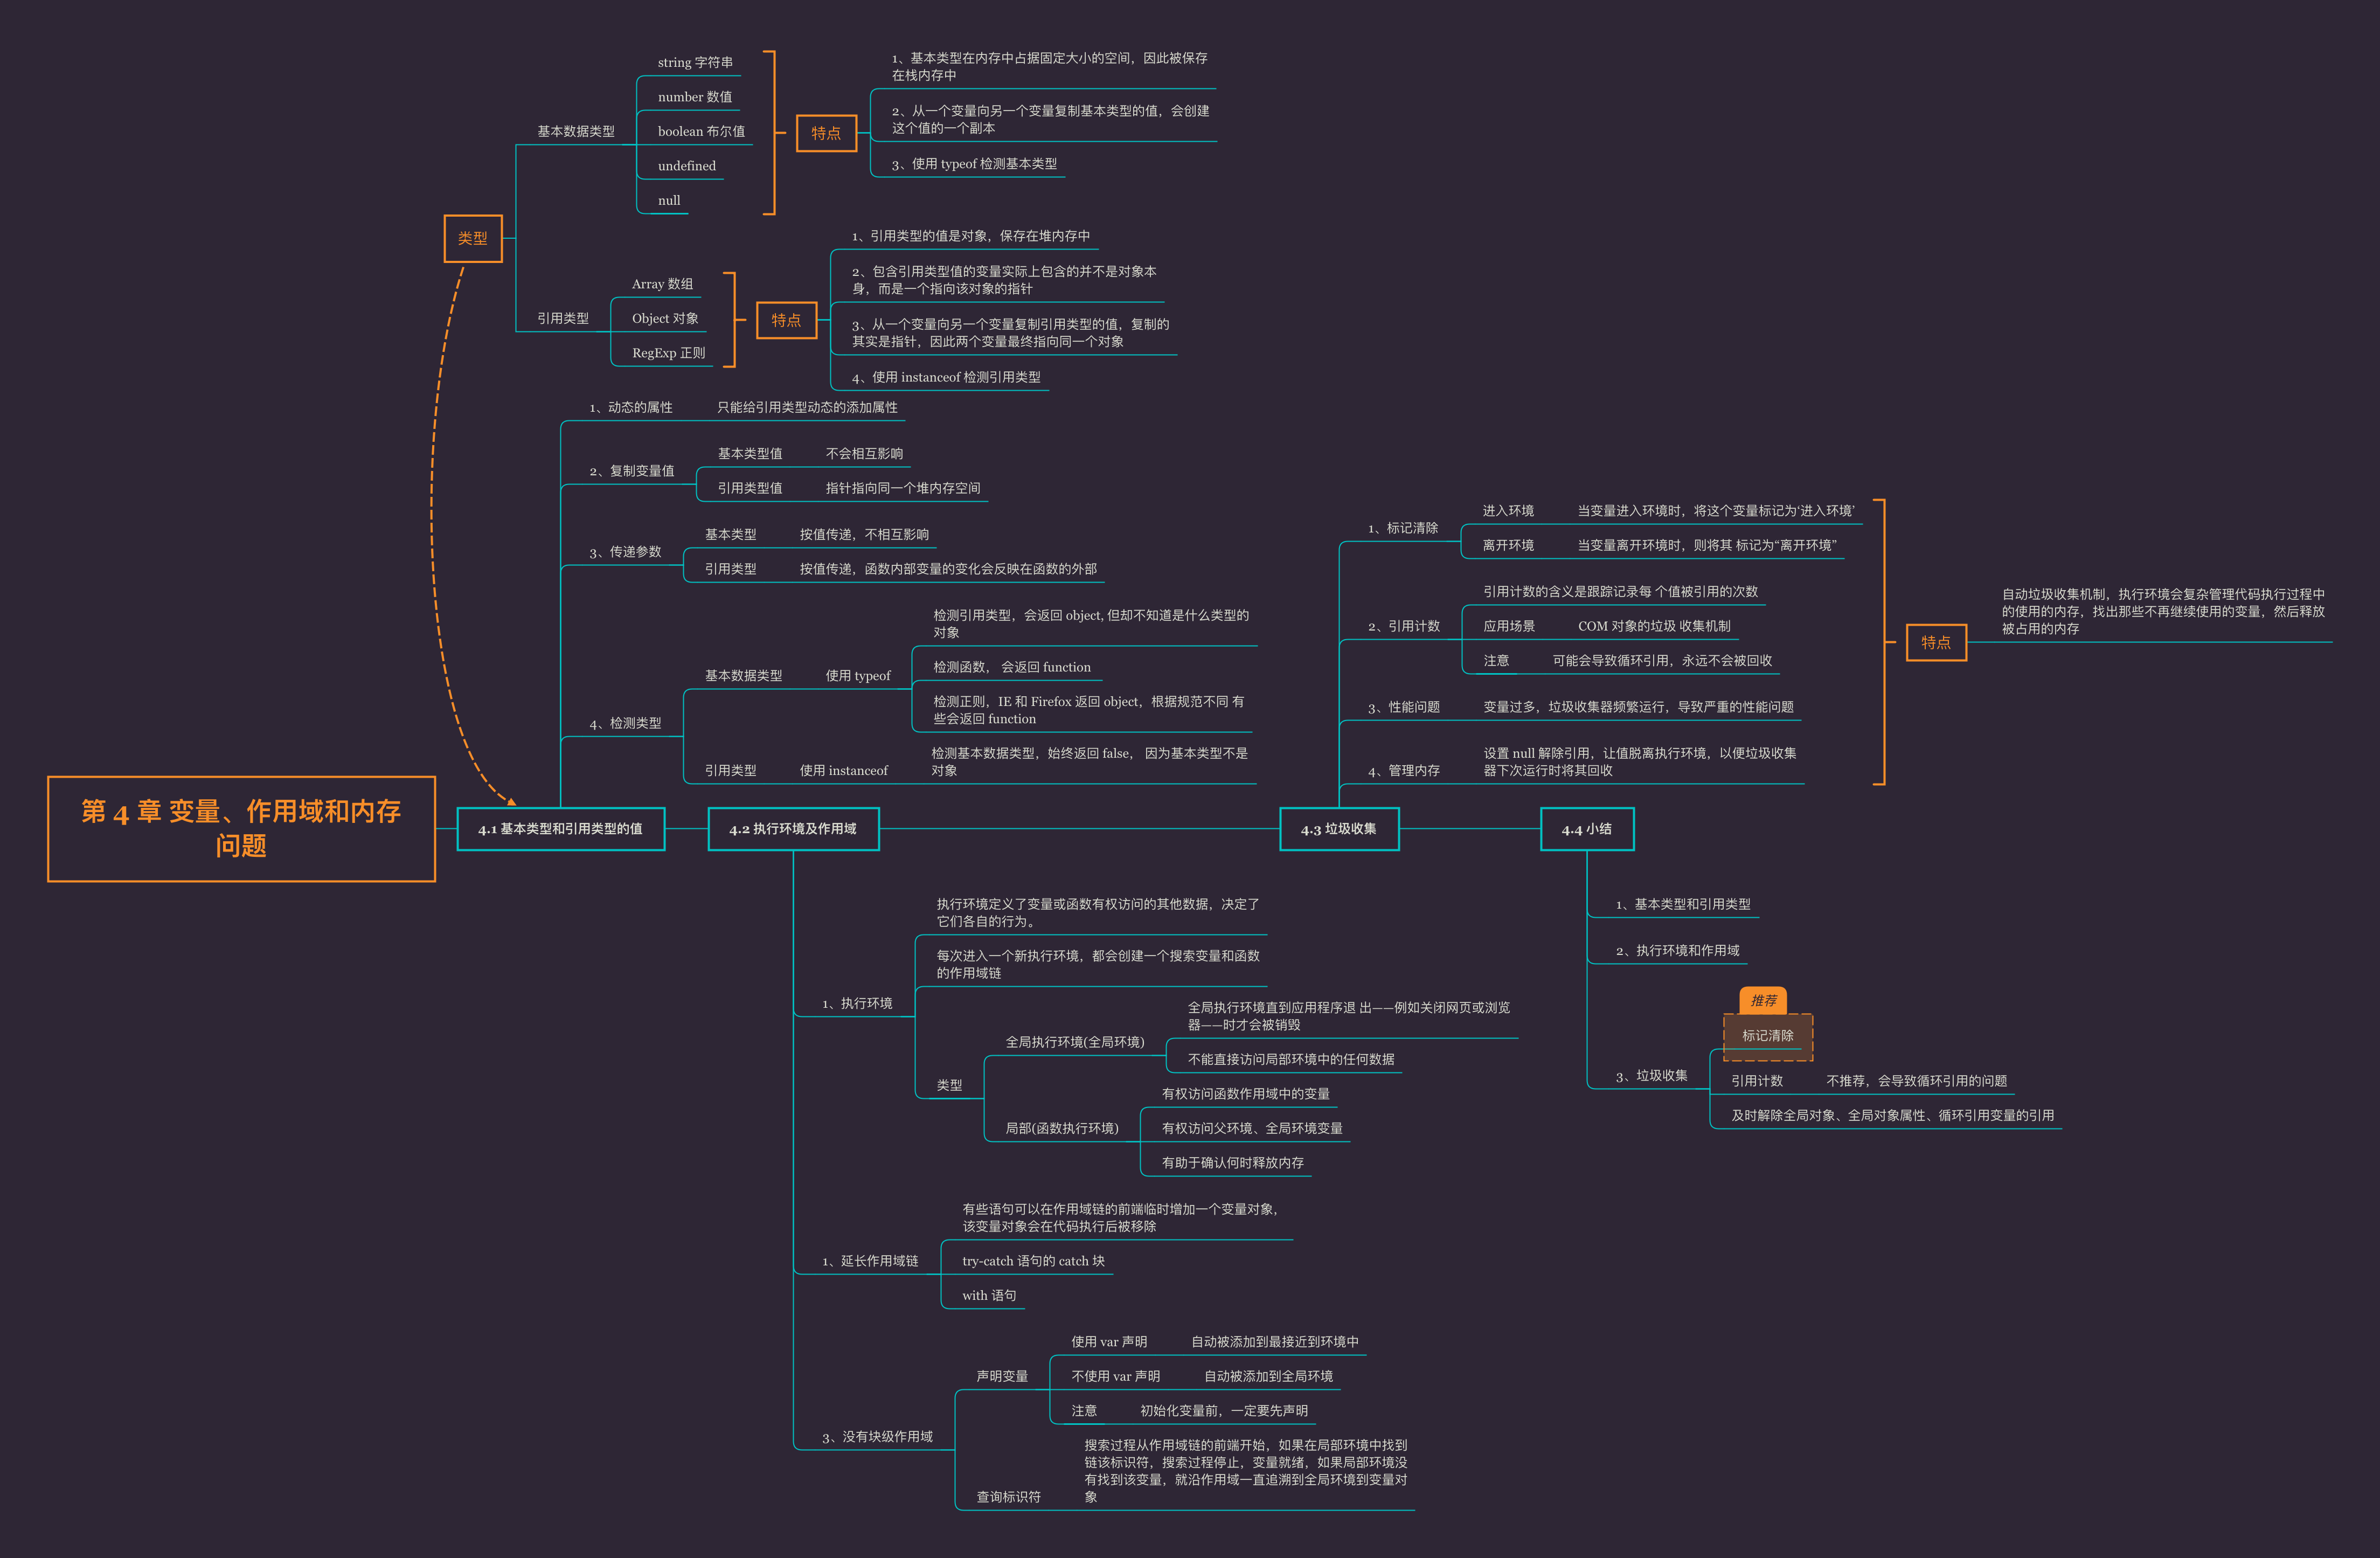 string 字符串
number 数值
boolean 布尔值
undefined
null
基本数据类型
特点
1、基本类型在内存中占据固定大小的空间，因此被保存
在栈内存中
2、从一个变量向另一个变量复制基本类型的值，会创建
这个值的一个副本
3、使用 typeof 检测基本类型
类型
引用类型
Array 数组
Object 对象
RegExp 正则
特点
1、引用类型的值是对象，保存在堆内存中
2、包含引用类型值的变量实际上包含的并不是对象本
身，而是一个指向该对象的指针
3、从一个变量向另一个变量复制引用类型的值，复制的
其实是指针，因此两个变量最终指向同一个对象
4、使用 instanceof 检测引用类型
1、动态的属性
只能给引用类型动态的添加属性
2、复制变量值
基本类型值
不会相互影响
引用类型值
指针指向同一个堆内存空间
3、传递参数
基本类型
按值传递，不相互影响
引用类型
按值传递，函数内部变量的变化会反映在函数的外部
4、检测类型
基本数据类型
使用 typeof
检测引用类型，会返回 object, 但却不知道是什么类型的
对象
检测函数， 会返回 function
检测正则，IE 和 Firefox 返回 object，根据规范不同 有
些会返回 function
引用类型
使用 instanceof
检测基本数据类型，始终返回 false， 因为基本类型不是
对象
第 4 章 变量、作用域和内存
问题
4.1 基本类型和引用类型的值
4.2 执行环境及作用域
4.3 垃圾收集
4.4 小结
1、标记清除
进入环境
当变量进入环境时，将这个变量标记为‘进入环境’
离开环境
当变量离开环境时，则将其 标记为“离开环境”
2、引用计数
引用计数的含义是跟踪记录每 个值被引用的次数
应用场景
COM 对象的垃圾 收集机制
注意
可能会导致循环引用，永远不会被回收
3、性能问题
变量过多，垃圾收集器频繁运行，导致严重的性能问题
4、管理内存
设置 null 解除引用，让值脱离执行环境，以便垃圾收集
器下次运行时将其回收
特点
自动垃圾收集机制，执行环境会复杂管理代码执行过程中
的使用的内存，找出那些不再继续使用的变量，然后释放
被占用的内存
1、执行环境
执行环境定义了变量或函数有权访问的其他数据，决定了
它们各自的行为。
每次进入一个新执行环境，都会创建一个搜索变量和函数
的作用域链
类型
全局执行环境(全局环境)
全局执行环境直到应用程序退 出——例如关闭网页或浏览
器——时才会被销毁
不能直接访问局部环境中的任何数据
局部(函数执行环境)
有权访问函数作用域中的变量
有权访问父环境、全局环境变量
有助于确认何时释放内存
1、延长作用域链
有些语句可以在作用域链的前端临时增加一个变量对象，
该变量对象会在代码执行后被移除
try-catch 语句的 catch 块
with 语句
3、没有块级作用域
声明变量
使用 var 声明
自动被添加到最接近到环境中
不使用 var 声明
自动被添加到全局环境
注意
初始化变量前，一定要先声明
查询标识符
搜索过程从作用域链的前端开始，如果在局部环境中找到
链该标识符，搜索过程停止，变量就绪，如果局部环境没
有找到该变量，就沿作用域一直追溯到全局环境到变量对
象
1、基本类型和引用类型
2、执行环境和作用域
3、垃圾收集
推荐
标记清除
引用计数
不推荐，会导致循环引用的问题
及时解除全局对象、全局对象属性、循环引用变量的引用